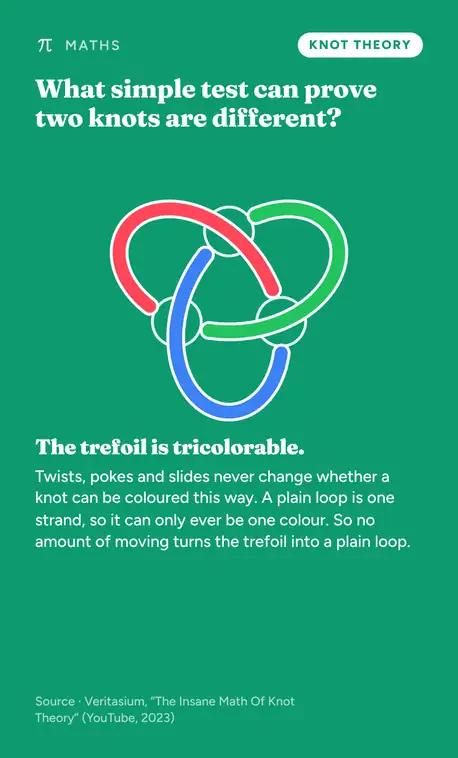 π MATHS
KNOT THEORY
What simple test can prove
two knots are different?
The trefoil is tricolorable.
Twists, pokes and slides never change whether a
knot can be coloured this way. A plain loop is one
strand, so it can only ever be one colour. So no
amount of moving turns the trefoil into a plain loop.
Source · Veritasium, “The Insane Math Of Knot
Theory” (YouTube, 2023)